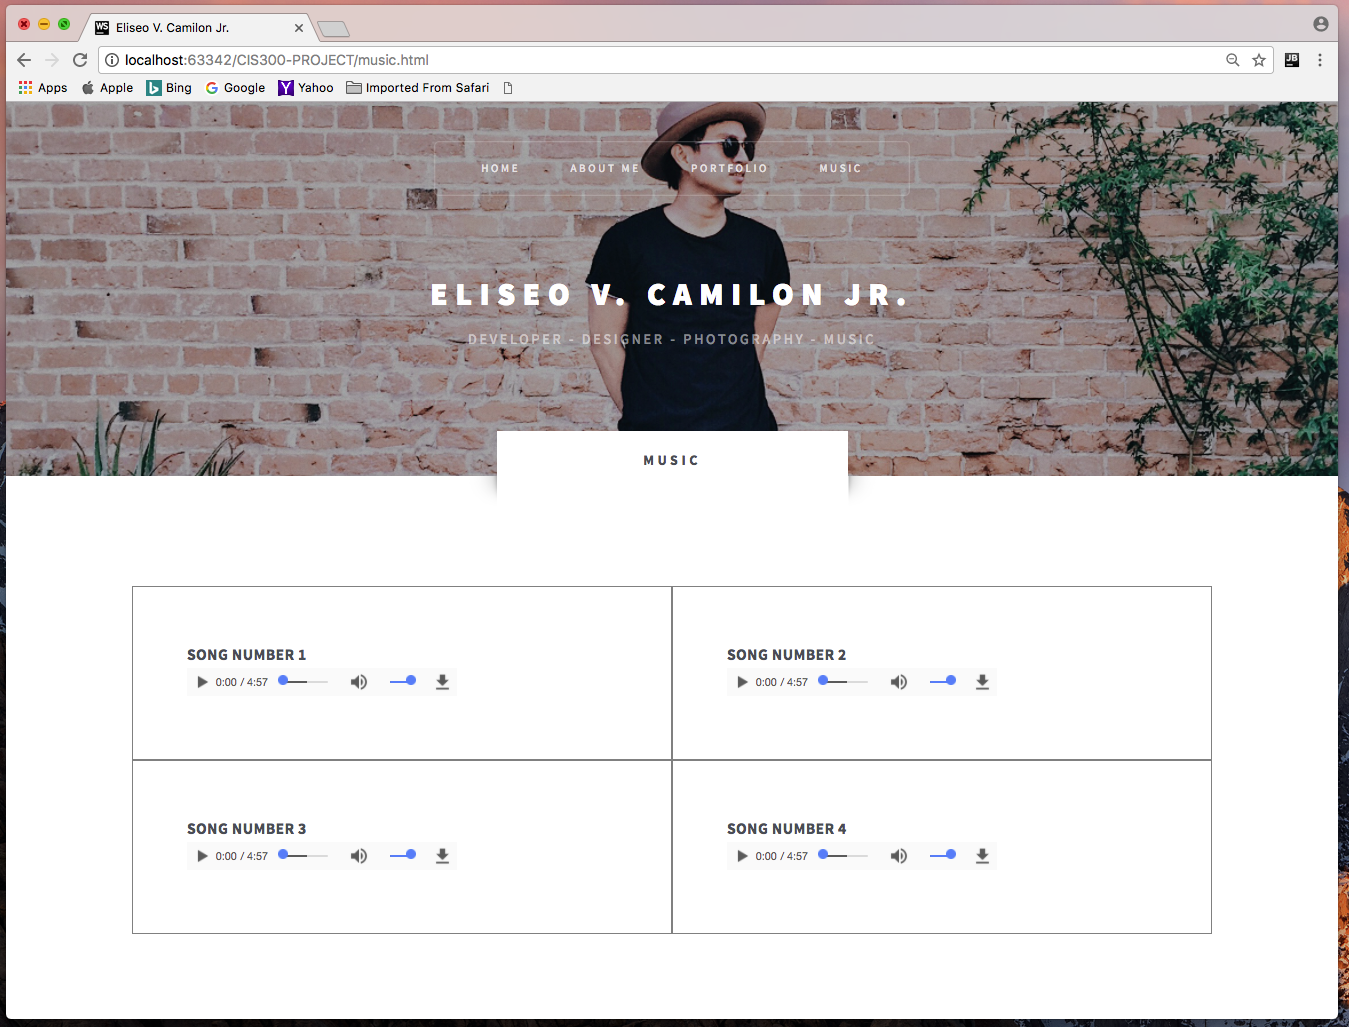 WS Eliseo V. Camilon Jr.
localhost:63342/CIS300-PROJECT/music.html
JB
Apps Apple Bing Google Yahoo Imported From Safari
HOME ABOUT ME PORTFOLIO MUSIC
ELISEO V. CAMILON JR.
DEVELOPER - DESIGNER - PHOTOGRAPHY - MUSIC
MUSIC
SONG NUMBER 1
0:00 / 4:57
SONG NUMBER 2
0:00 / 4:57
SONG NUMBER 3
0:00 / 4:57
SONG NUMBER 4
0:00 / 4:57